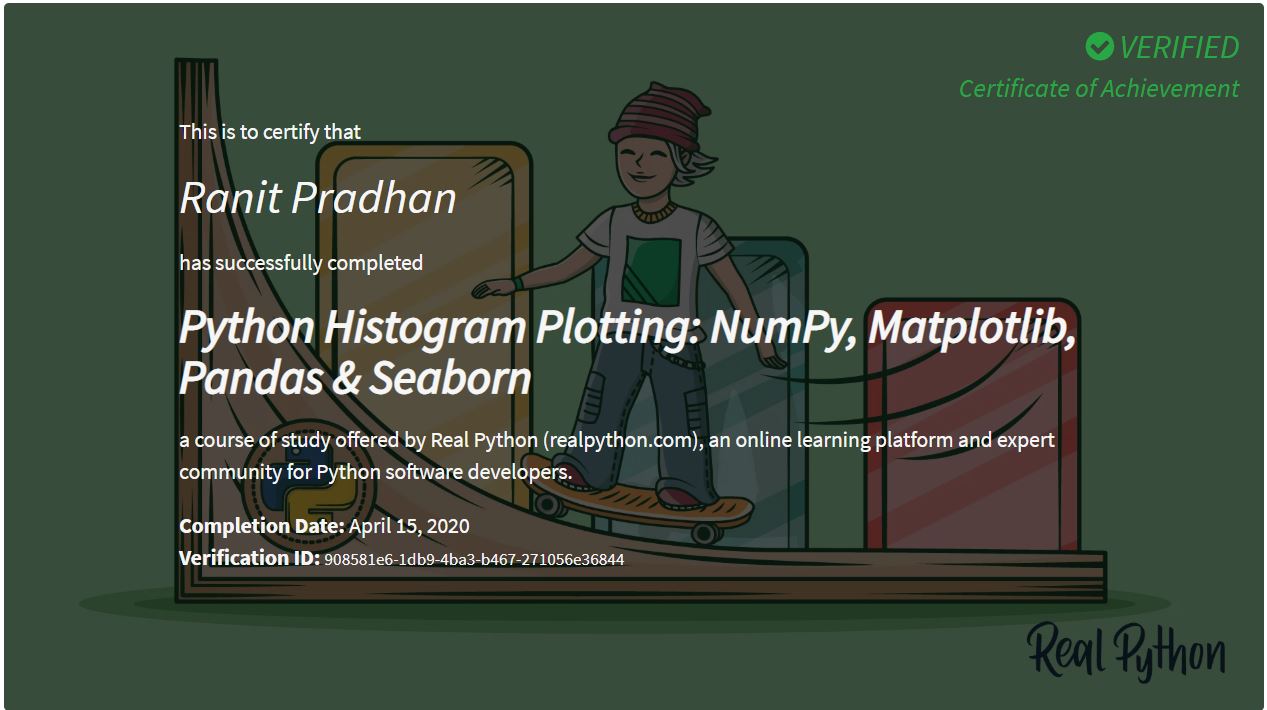 VERIFIED
Certificate of Achievement
This is to certify that
Ranit Pradhan
has successfully completed
Python Histogram Plotting: NumPy, Matplotlib,
Pandas & Seaborn
a course of study offered by Real Python (realpython.com), an online learning platform and expert
community for Python software developers.
Completion Date: April 15, 2020
Verification ID: 908581e6-1db9-4ba3-b467-271056e36844
Real Python